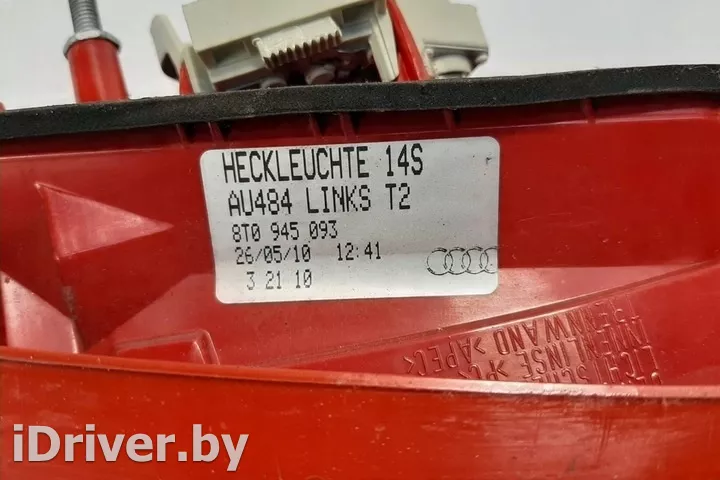 HECKLEUCHTE 14S
AU484 LINKS T2
8T0 945 093
26/05/10 12:41
3 21 10
iDriver.by